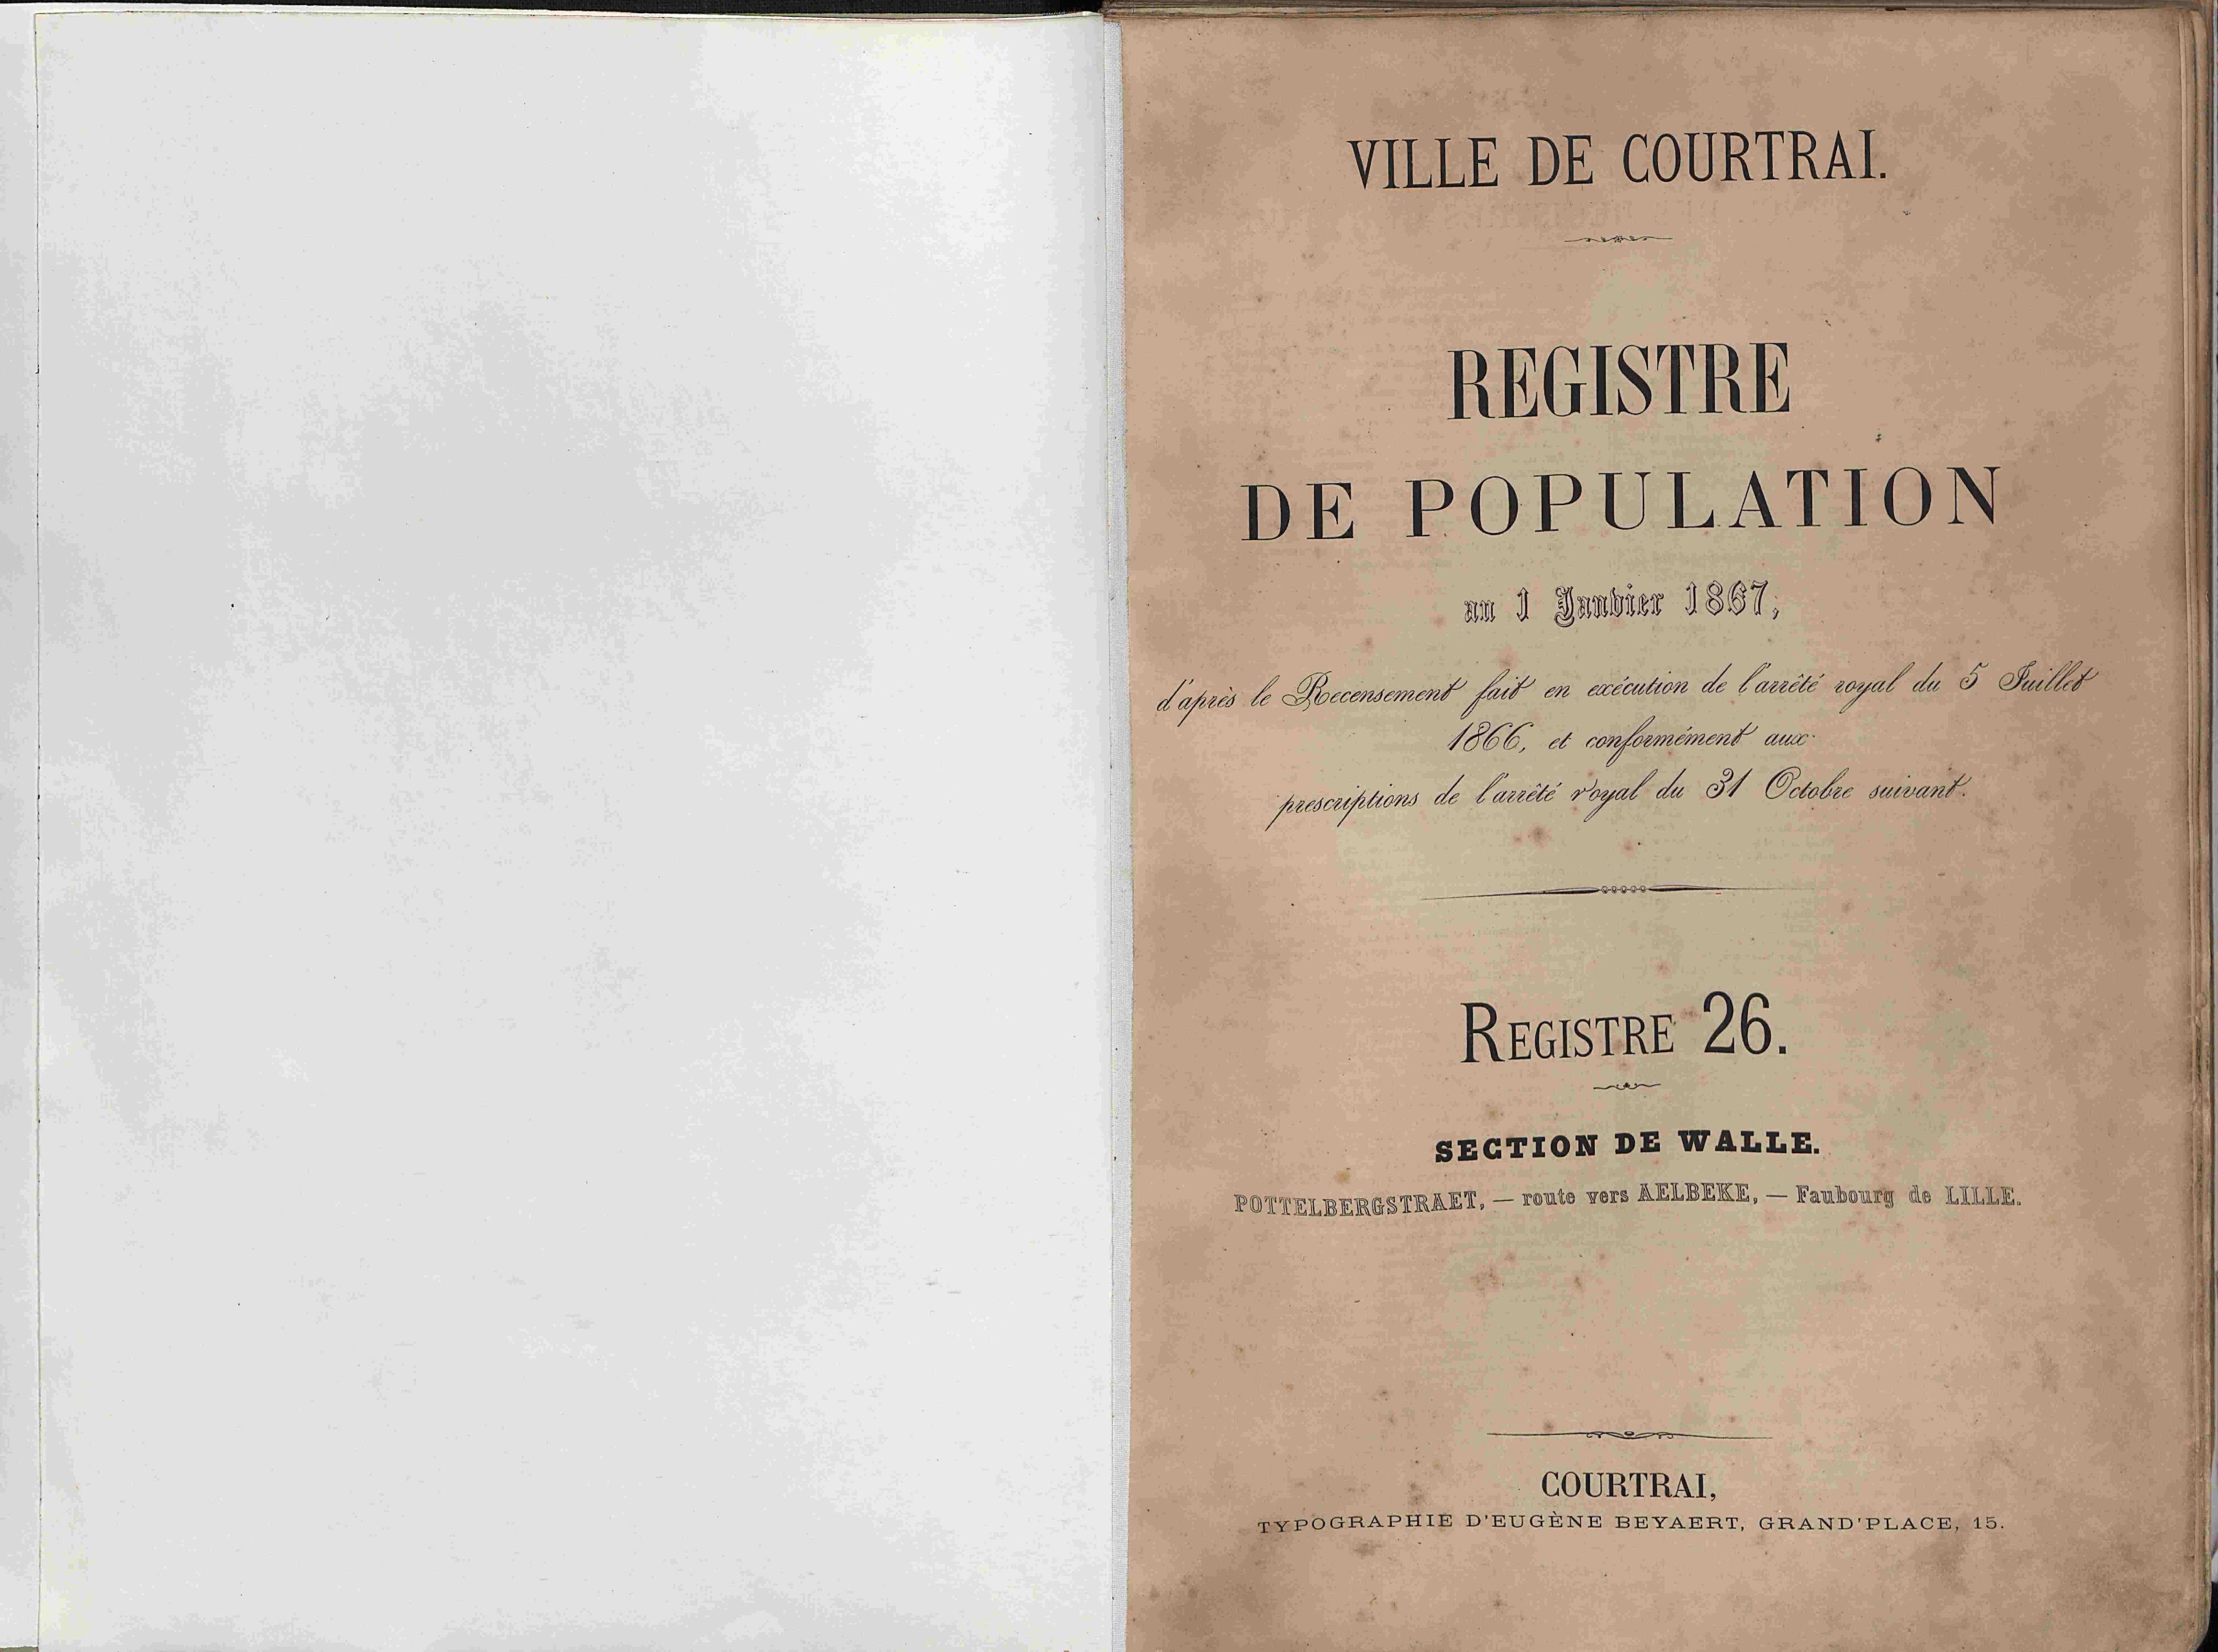 VILLE DE COURTRAI.
REGISTRE
DE POPULATION
au 1 Janvier 1867,
d'après le Recensement fait en exécution de l'arrêté royal du 5 Juillet
1866, et conformément aux
prescriptions de l'arrêté royal du 31 Octobre suivant.
REGISTRE 26.
SECTION DE WALLE.
POTTELBERGSTRAET, — route vers AELBEKE, — Faubourg de LILLE.
COURTRAI,
TYPOGRAPHIE D'EUGÈNE BEYAERT, GRAND'PLACE, 15.